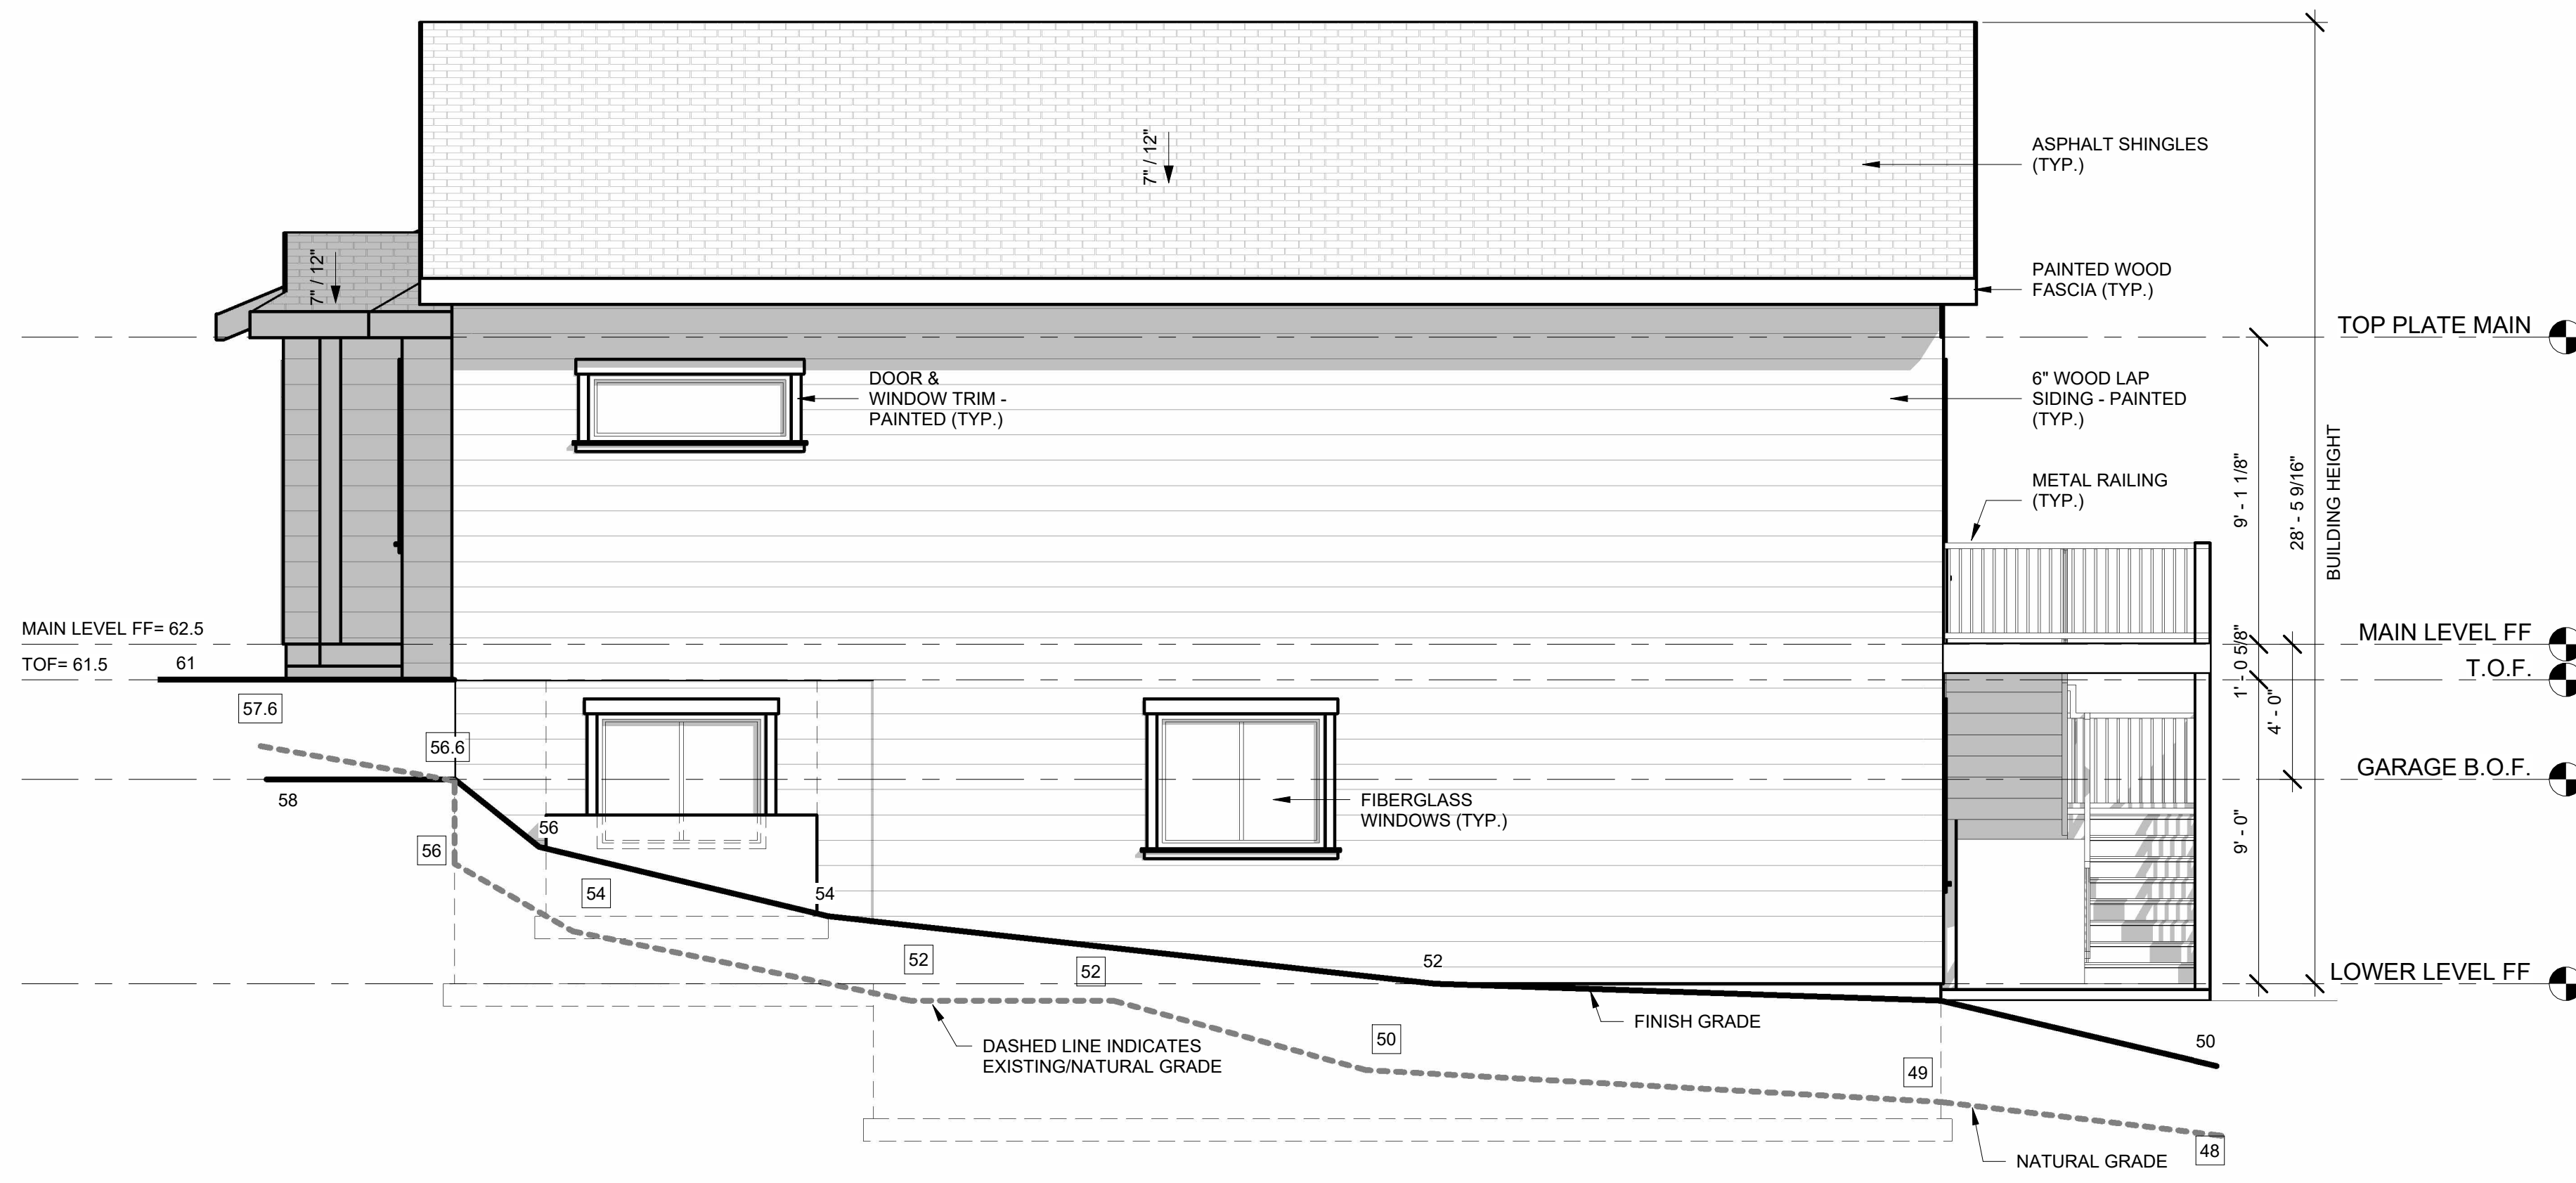 7" / 12"
ASPHALT SHINGLES
(TYP.)
7" / 12"
PAINTED WOOD
FASCIA (TYP.)
TOP PLATE MAIN
DOOR &
WINDOW TRIM -
PAINTED (TYP.)
6" WOOD LAP
SIDING - PAINTED
(TYP.)
METAL RAILING
(TYP.)
9' - 1 1/8"
28' - 5 9/16"
BUILDING HEIGHT
MAIN LEVEL FF= 62.5
MAIN LEVEL FF
TOF= 61.5
61
1' - 0 5/8"
T.O.F.
57.6
4' - 0"
56.6
GARAGE B.O.F.
58
FIBERGLASS
WINDOWS (TYP.)
56
56
9' - 0"
54
54
52
52
52
LOWER LEVEL FF
FINISH GRADE
DASHED LINE INDICATES
EXISTING/NATURAL GRADE
50
50
49
NATURAL GRADE
48